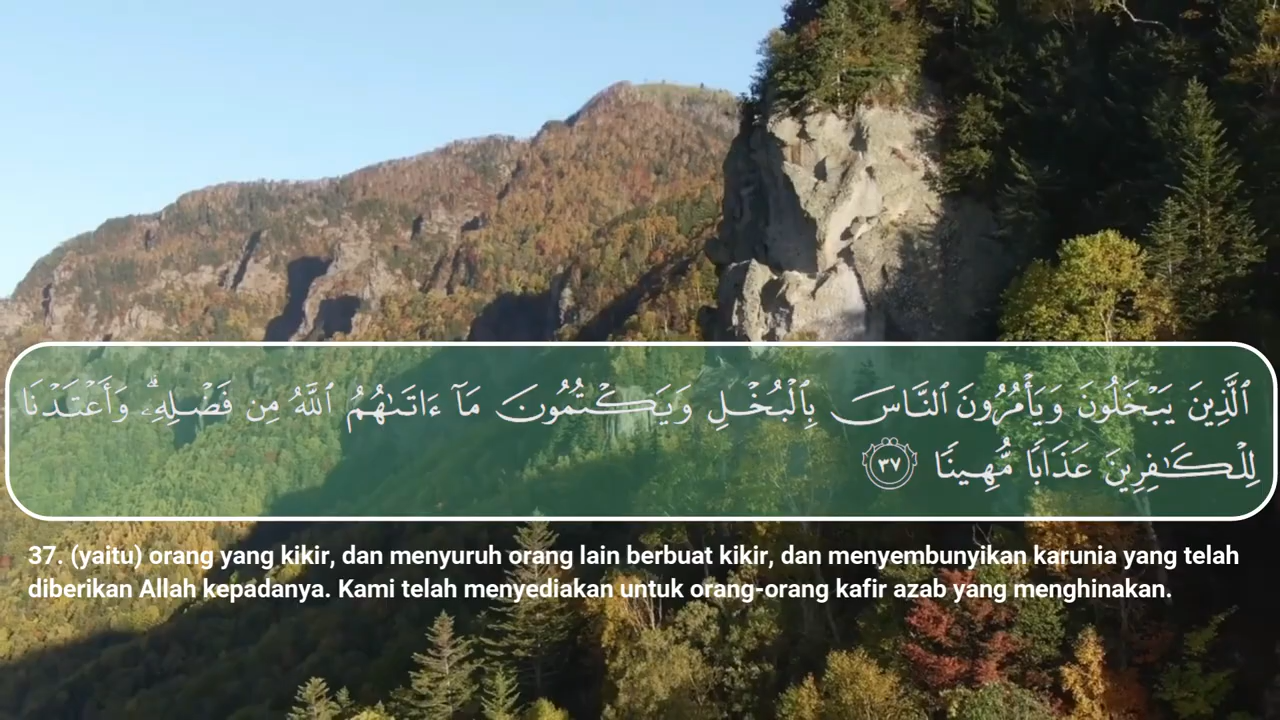 ٱلَّذِينَ يَبْخَلُونَ وَيَأْمُرُونَ ٱلنَّاسَ بِٱلْبُخْلِ وَيَكْتُمُونَ مَآ ءَاتَىٰهُمُ ٱللَّهُ مِن فَضْلِهِۦ ۗ وَأَعْتَدْنَا
لِلْكَٰفِرِينَ عَذَابًا مُّهِينًا ٣٧
37. (yaitu) orang yang kikir, dan menyuruh orang lain berbuat kikir, dan menyembunyikan karunia yang telah
diberikan Allah kepadanya. Kami telah menyediakan untuk orang-orang kafir azab yang menghinakan.